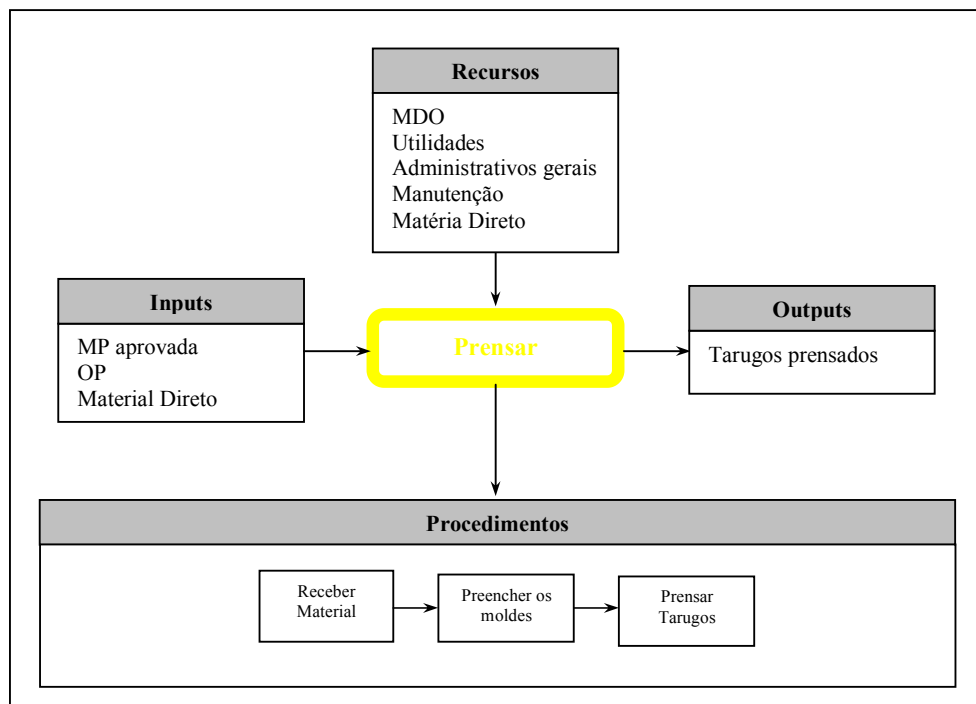 Recursos
MDO
Utilidades
Administrativos gerais
Manutenção
Matéria Direto
Inputs
MP aprovada
OP
Material Direto
Prensar
Outputs
Tarugos prensados
Procedimentos
Receber
Material
Preencher os
moldes
Prensar
Tarugos